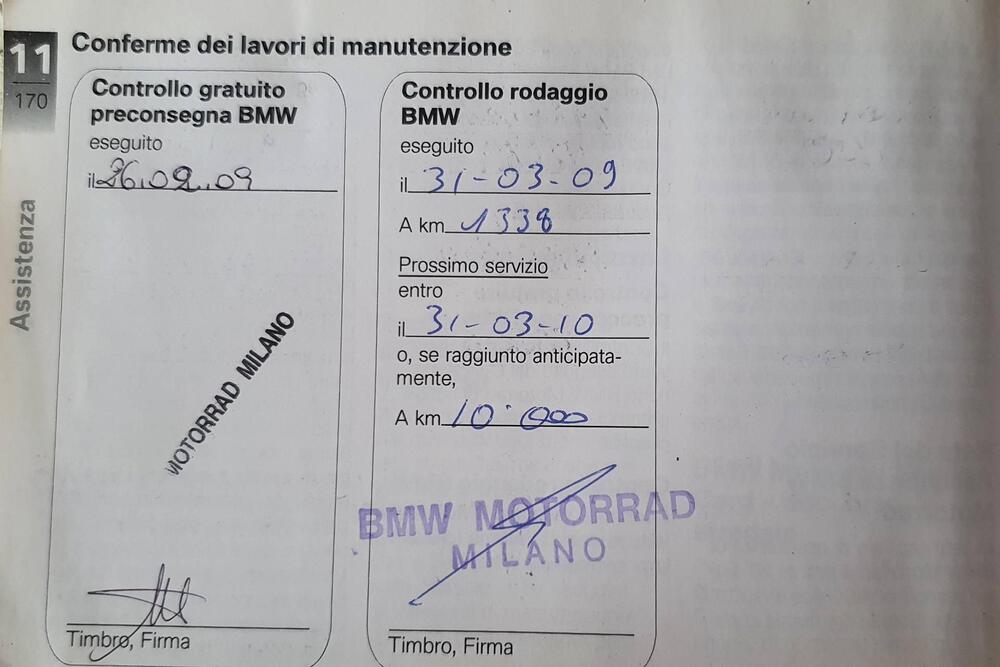 11
170
Assistenza
Conferme dei lavori di manutenzione
Controllo gratuito
preconsegna BMW
eseguito
il 26.02.09
MOTORRAD MILANO
Timbro, Firma
Controllo rodaggio
BMW
eseguito
il 31-03-09
A km 1338
Prossimo servizio
entro
il 31-03-10
o, se raggiunto anticipata-
mente,
A km 10.000
BMW MOTORRAD
MILANO
Timbro, Firma